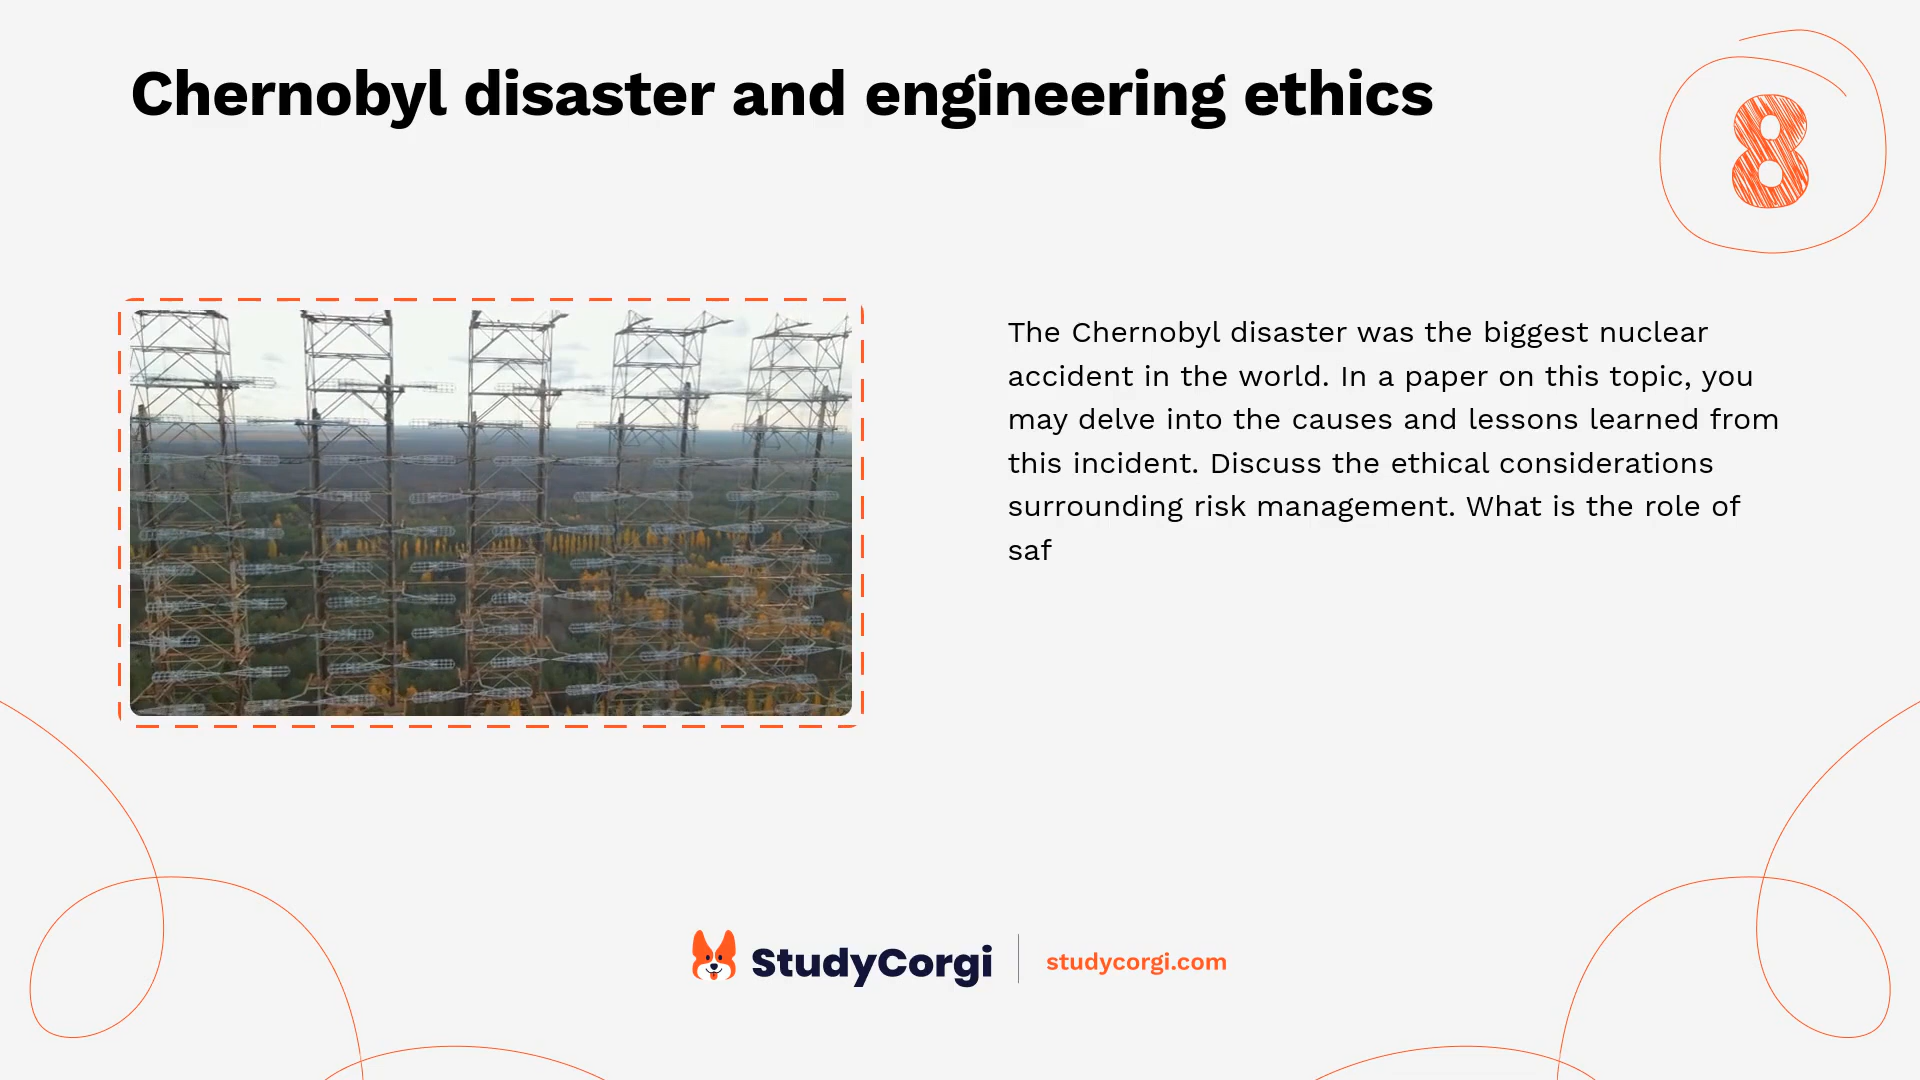 Chernobyl disaster and engineering ethics
8
The Chernobyl disaster was the biggest nuclear
accident in the world. In a paper on this topic, you
may delve into the causes and lessons learned from
this incident. Discuss the ethical considerations
surrounding risk management. What is the role of
saf
StudyCorgi
studycorgi.com